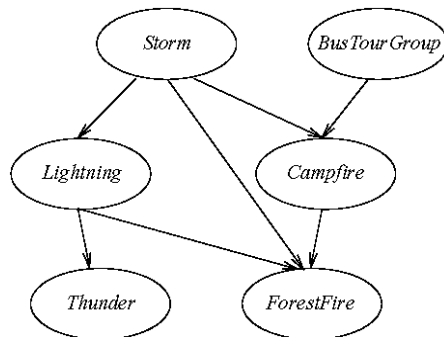 Storm
BusTourGroup
Lightning
Campfire
Thunder
ForestFire